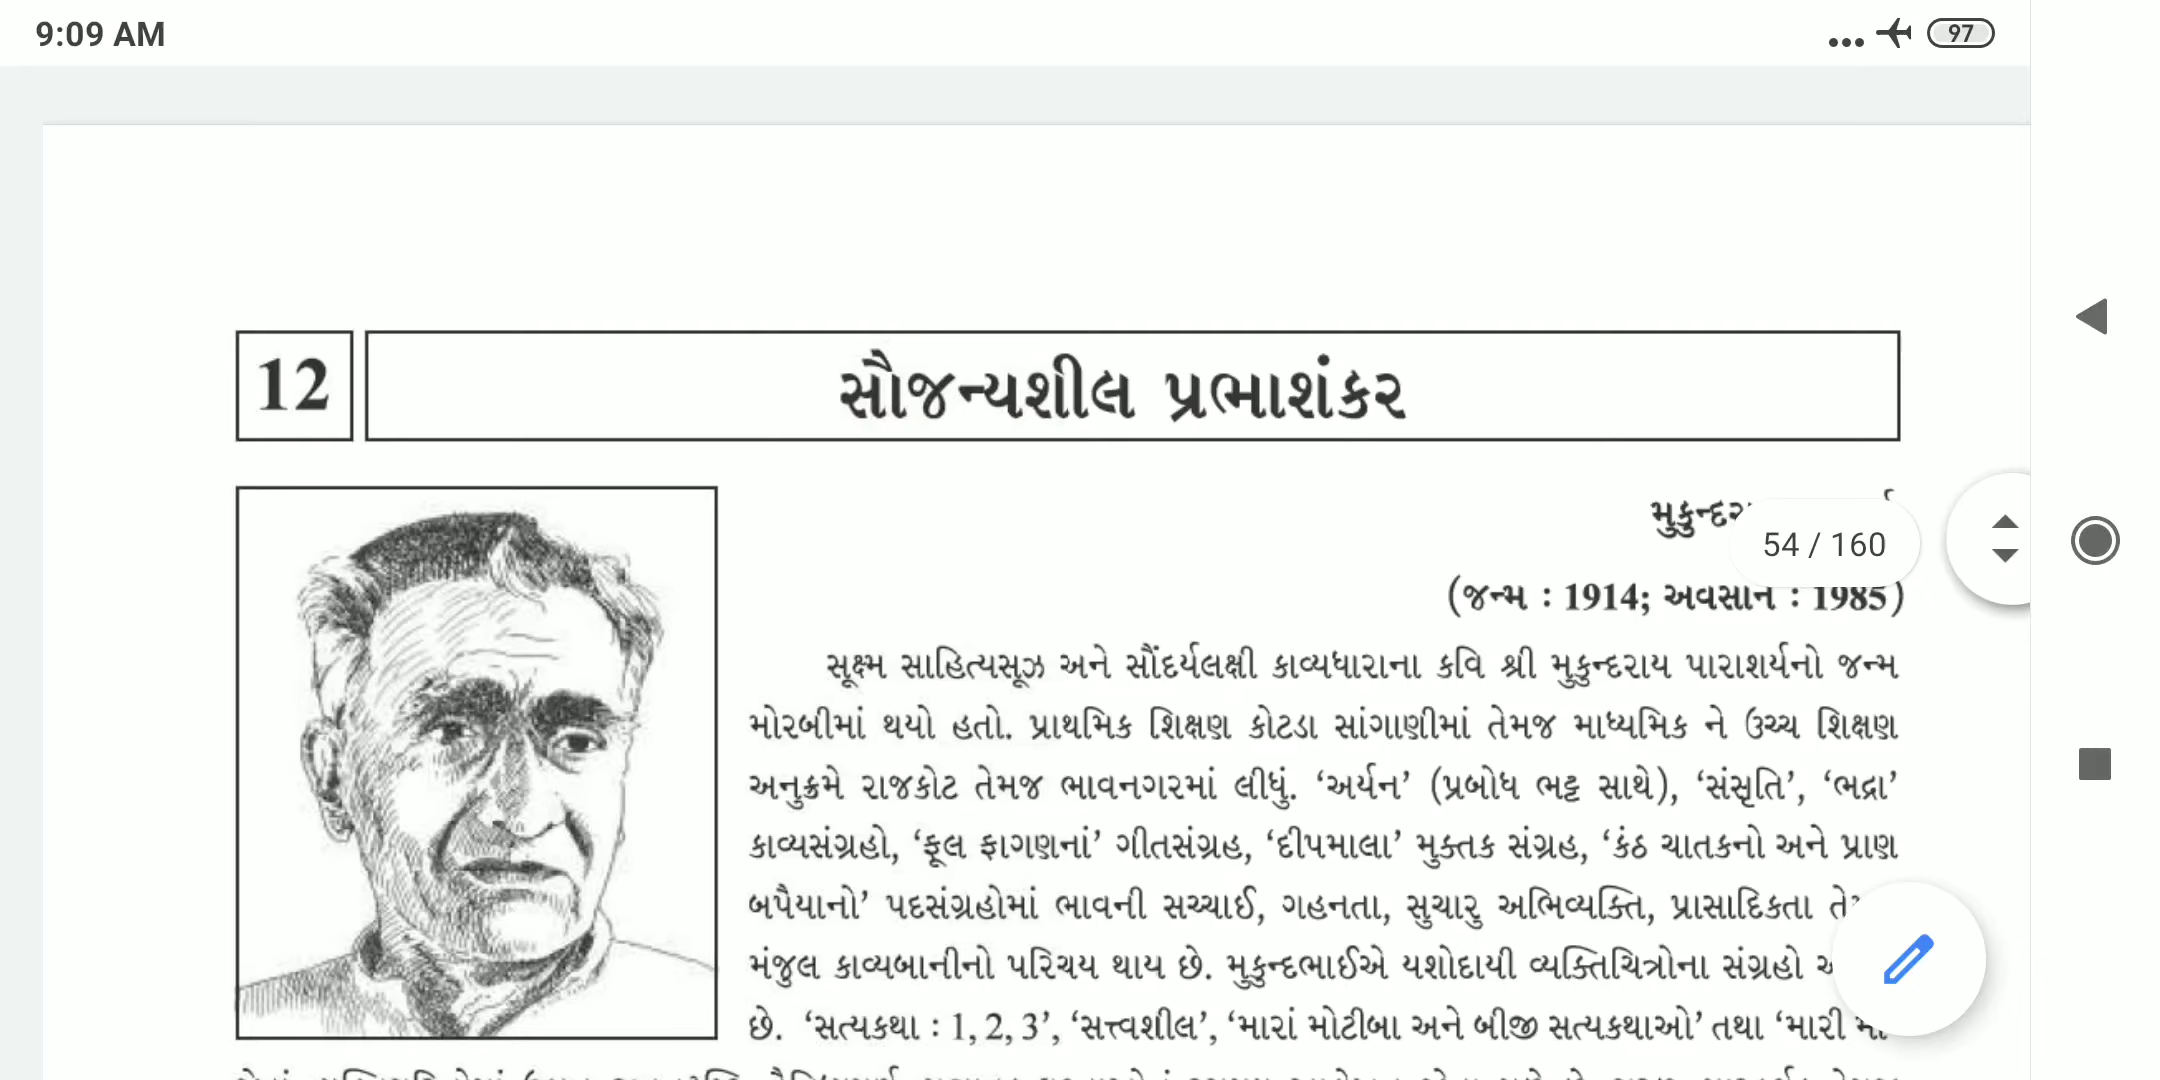 9:09 AM
97
12
સૌજન્યશીલ પ્રભાશંકર
54 / 160
(જન્મ : 1914; અવસાન : 1985)
સૂક્ષ્મ સાહિત્યસૂઝ અને સૌંદર્યલક્ષી કાવ્યધારાના કવિ શ્રી મુકુન્દરાય પારાશર્યનો જન્મ
મોરબીમાં થયો હતો. પ્રાથમિક શિક્ષણ કોટડા સાંગાણીમાં તેમજ માધ્યમિક ને ઉચ્ચ શિક્ષણ
અનુક્રમે રાજકોટ તેમજ ભાવનગરમાં લીધું. ‘અર્યન’ (પ્રબોધ ભટ્ટ સાથે), ‘સંસૃતિ’, ‘ભદ્રા’
કાવ્યસંગ્રહો, ‘ફૂલ ફાગણનાં’ ગીતસંગ્રહ, ‘દીપમાલા’ મુક્તક સંગ્રહ, ‘કંઠ ચાતકનો અને પ્રાણ
બપૈયાનો’ પદસંગ્રહોમાં ભાવની સચ્ચાઈ, ગહનતા, સુચારુ અભિવ્યક્તિ, પ્રાસાદિકતા
મંજુલ કાવ્યબાનીનો પરિચય થાય છે. મુકુન્દભાઈએ યશોદાયી વ્યક્તિચિત્રોના સંગ્રહો
છે. ‘સત્યકથા : 1, 2, 3’, ‘સત્ત્વશીલ’, ‘મારાં મોટીબા અને બીજી સત્યકથાઓ’ તથા ‘મારી